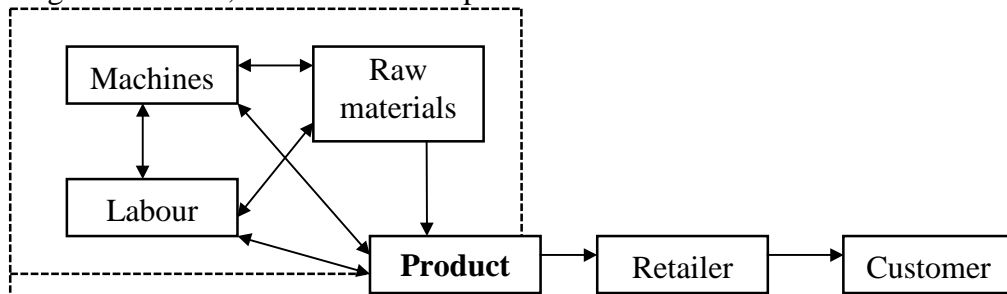 Machines
Raw
materials
Labour
Product
Retailer
Customer